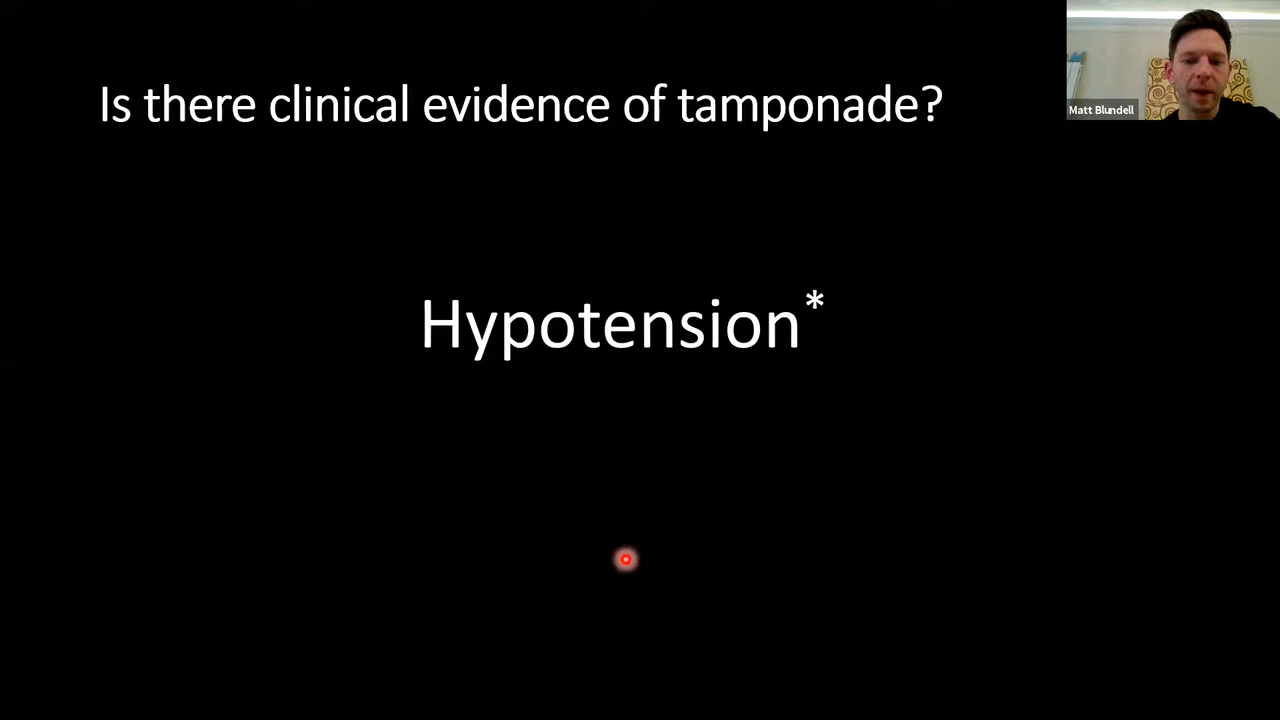 Is there clinical evidence of tamponade?
Matt Blundell
Hypotension*